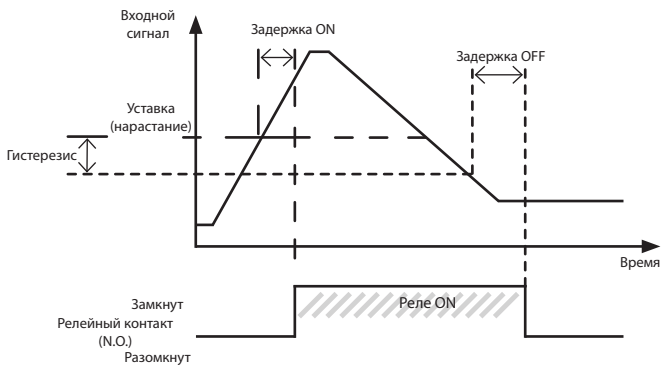 Входной
сигнал
Задержка ON
Задержка OFF
Уставка
(нарастание)
Гистерезис
Время
Замкнут
Реле ON
Релейный контакт
(N.O.)
Разомкнут